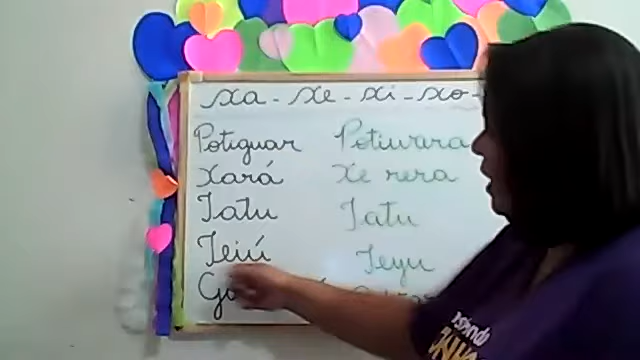 xa - xe - xi - xo -
Potiguar Potiwara
Xará Xe rera
Tatu Tatu
Teiú Teyu